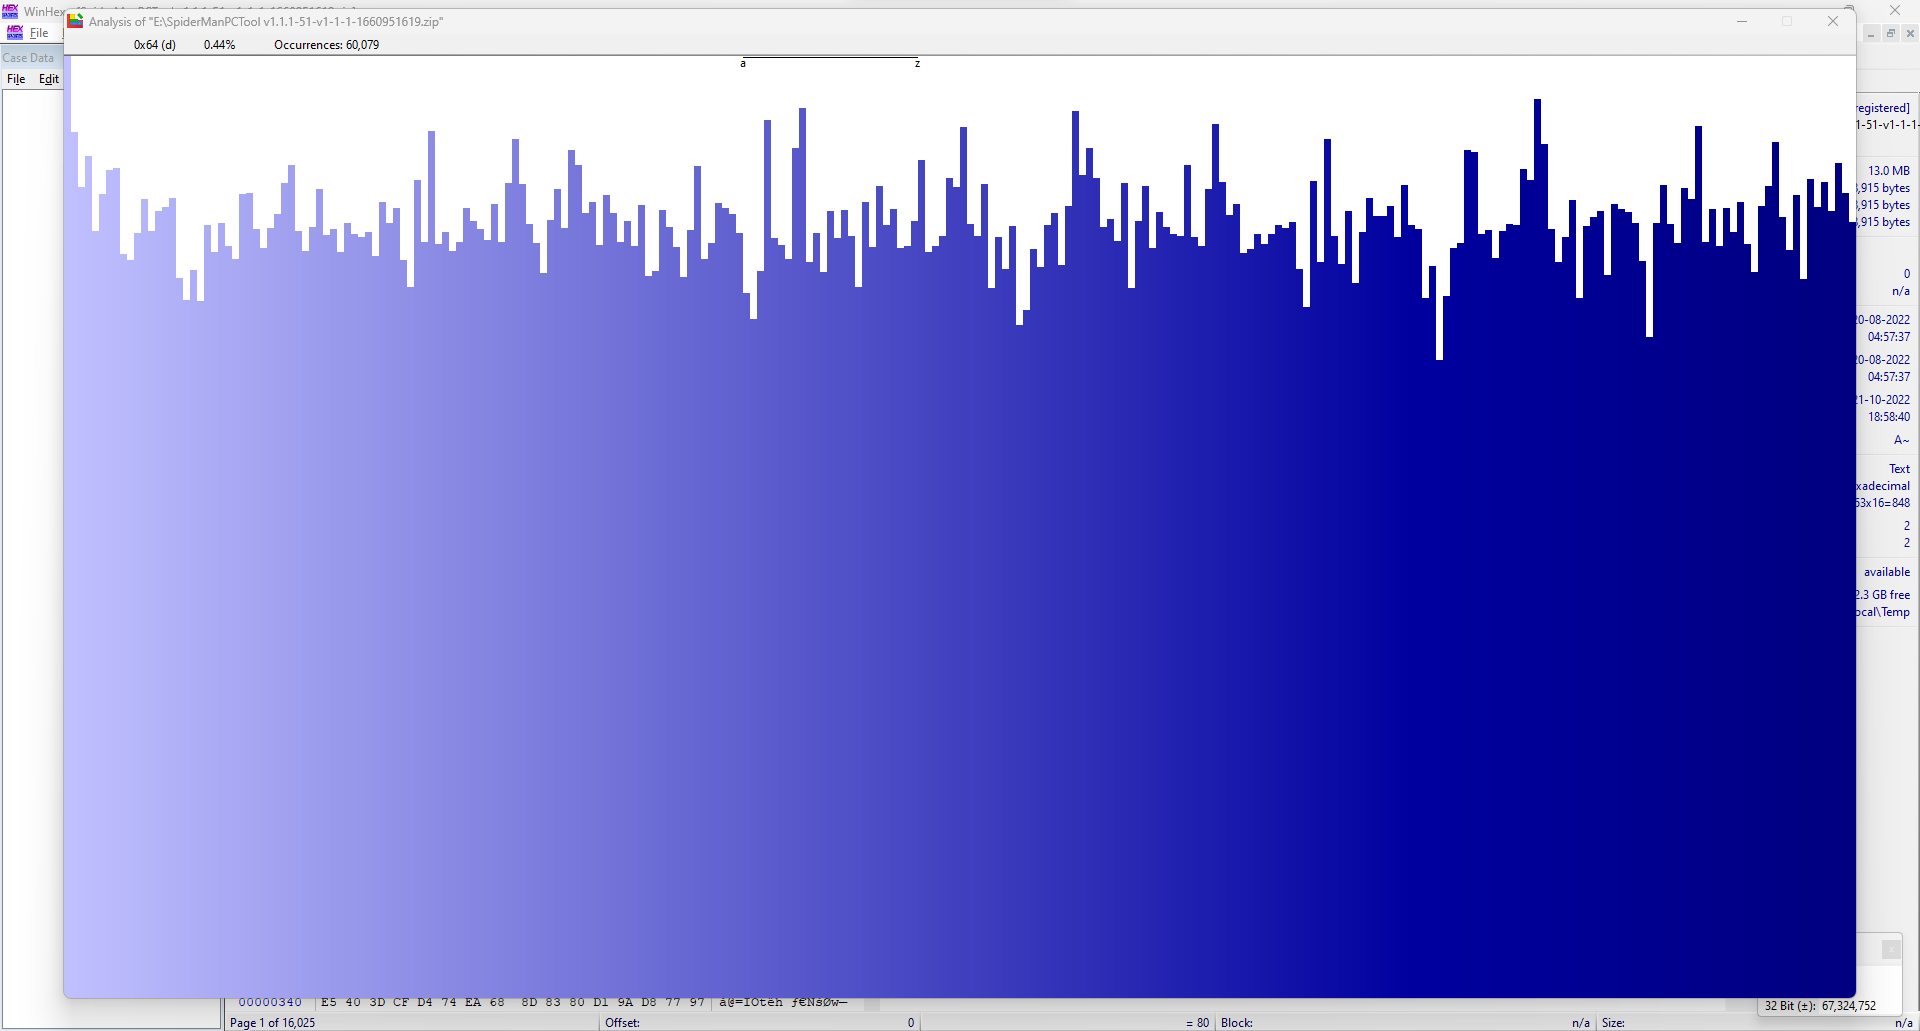 WinHex
Analysis of "E:\SpiderManPCTool v1.1.1-51-v1-1-1-1660951619.zip"
File
0x64 (d) 0.44% Occurrences: 60,079
Case Data
File Edit
a z
registered]
1-51-v1-1-1-
13.0 MB
,915 bytes
,915 bytes
,915 bytes
0
n/a
20-08-2022
04:57:37
20-08-2022
04:57:37
21-10-2022
18:58:40
A~
Text
xadecimal
53x16=848
2
2
available
2.3 GB free
ocal\Temp
00000340 E5 40 3D CF D4 74 EA 68 8D 83 80 D1 9A D8 77 97
32 Bit (±): 67,324,752
Page 1 of 16,025 Offset: 0 = 80 Block: n/a Size: n/a